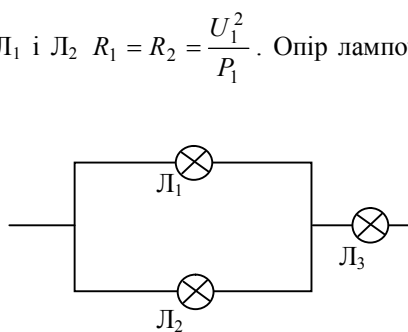 Л₁ і Л₂ R₁ = R₂ = U₁² / P₁ . Опір лампо
Л₁
Л₃
Л₂